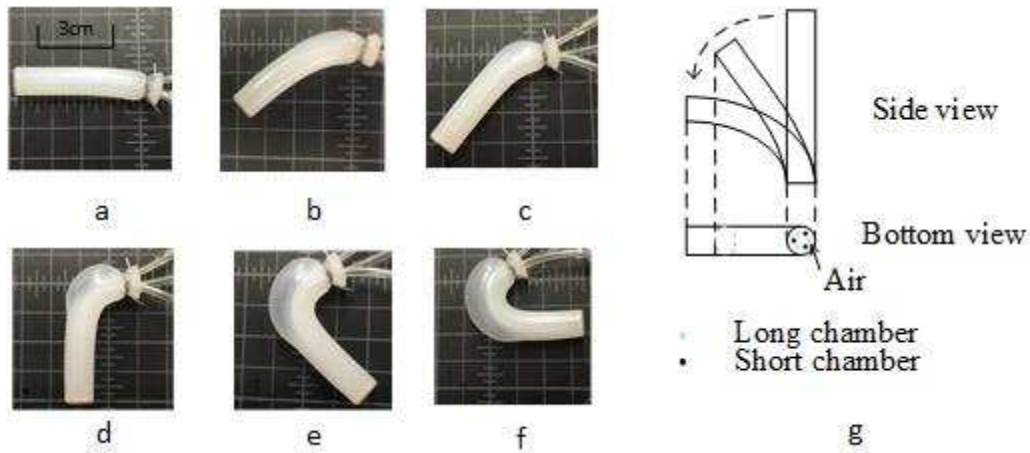 3cm
a
b
c
d
e
f
Side view
Bottom view
Air
Long chamber
Short chamber
g